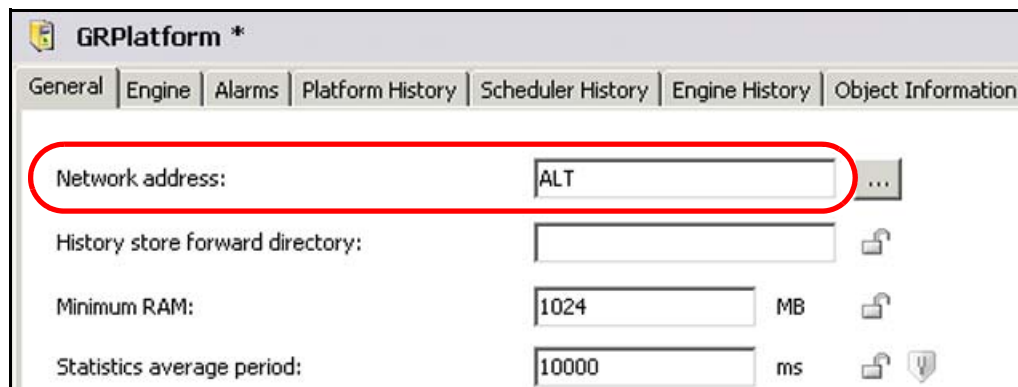 GRPlatform *
General Engine Alarms Platform History Scheduler History Engine History Object Information
Network address: ALT ...
History store forward directory:
Minimum RAM: 1024 MB
Statistics average period: 10000 ms